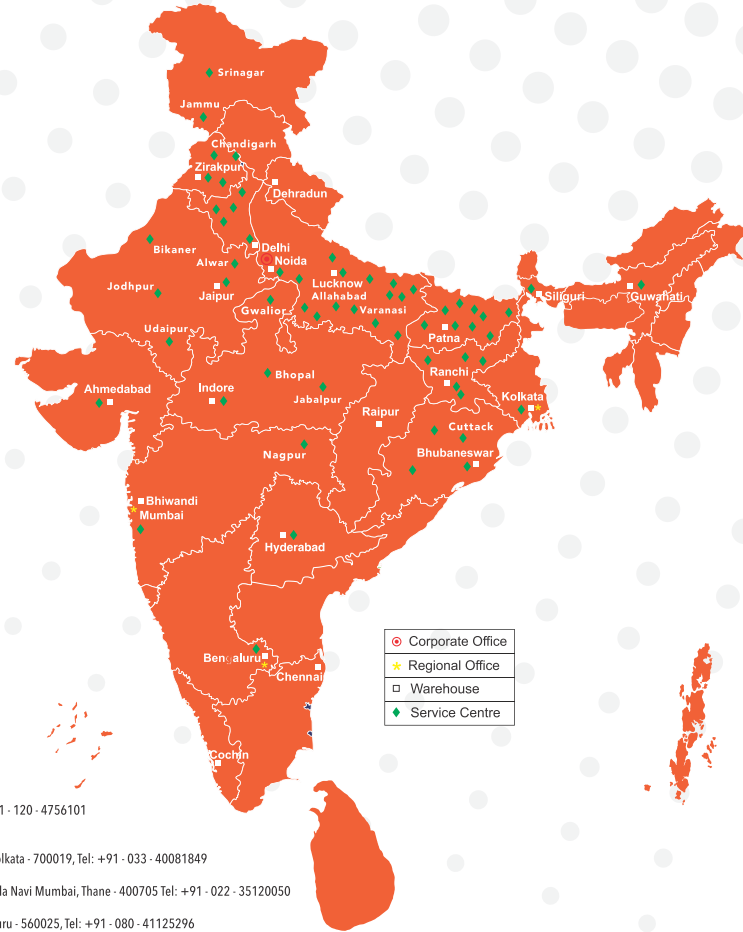 Srinagar
Jammu
Chandigarh
Zirakpur
Dehradun
Delhi
Bikaner
Noida
Alwar
Lucknow
Jodhpur
Jaipur
Allahabad
Siliguri
Guwahati
Gwalior
Varanasi
Udaipur
Patna
Bhopal
Ranchi
Ahmedabad
Indore
Jabalpur
Kolkata
Raipur
Cuttack
Nagpur
Bhubaneswar
Bhiwandi
Mumbai
Hyderabad
Corporate Office
Bengaluru
Regional Office
Chennai
Warehouse
Service Centre
Cochin
1 - 120 - 4756101
olkata - 700019, Tel: +91 - 033 - 40081849
la Navi Mumbai, Thane - 400705 Tel: +91 - 022 - 35120050
uru - 560025, Tel: +91 - 080 - 41125296